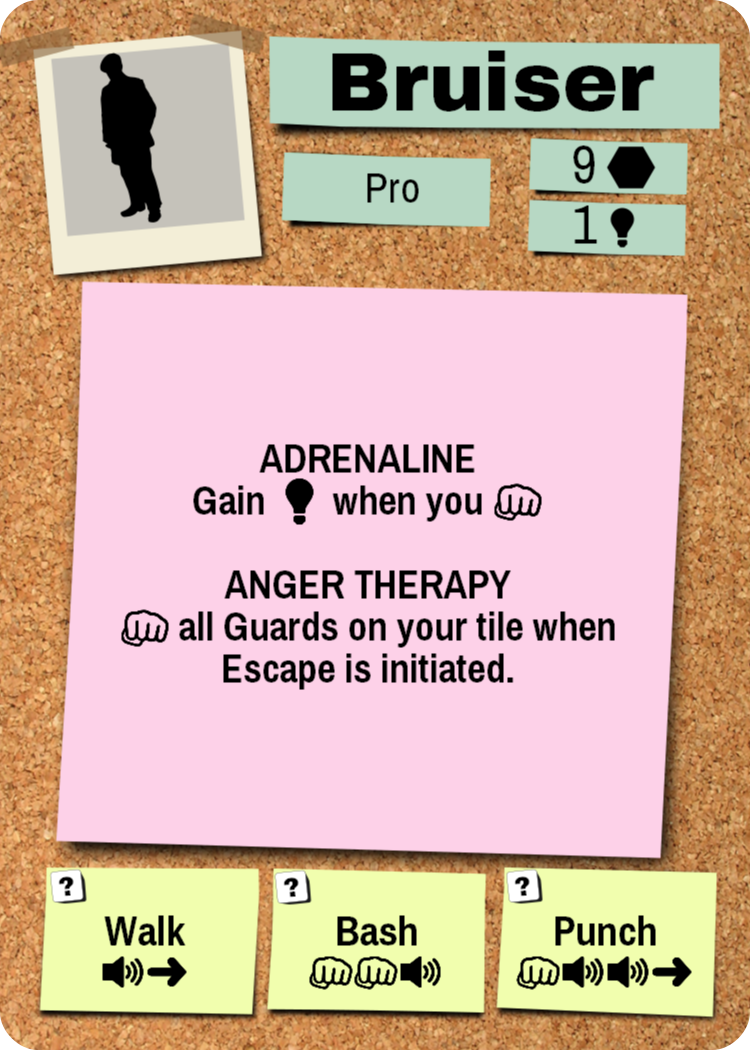 Bruiser
Pro
9
1
ADRENALINE
Gain when you
ANGER THERAPY
all Guards on your tile when
Escape is initiated.
?
Walk
?
Bash
?
Punch